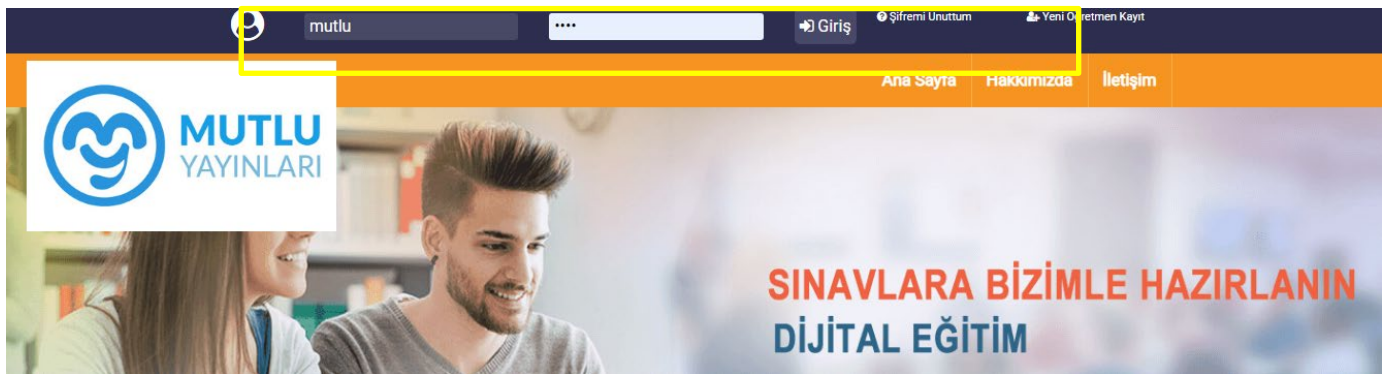 mutlu
••••
Giriş
Şifremi Unuttum
Yeni Öğretmen Kayıt
Ana Sayfa
Hakkımızda
İletişim
MUTLU
YAYINLARI
SINAVLARA BİZİMLE HAZIRLANIN
DİJİTAL EĞİTİM